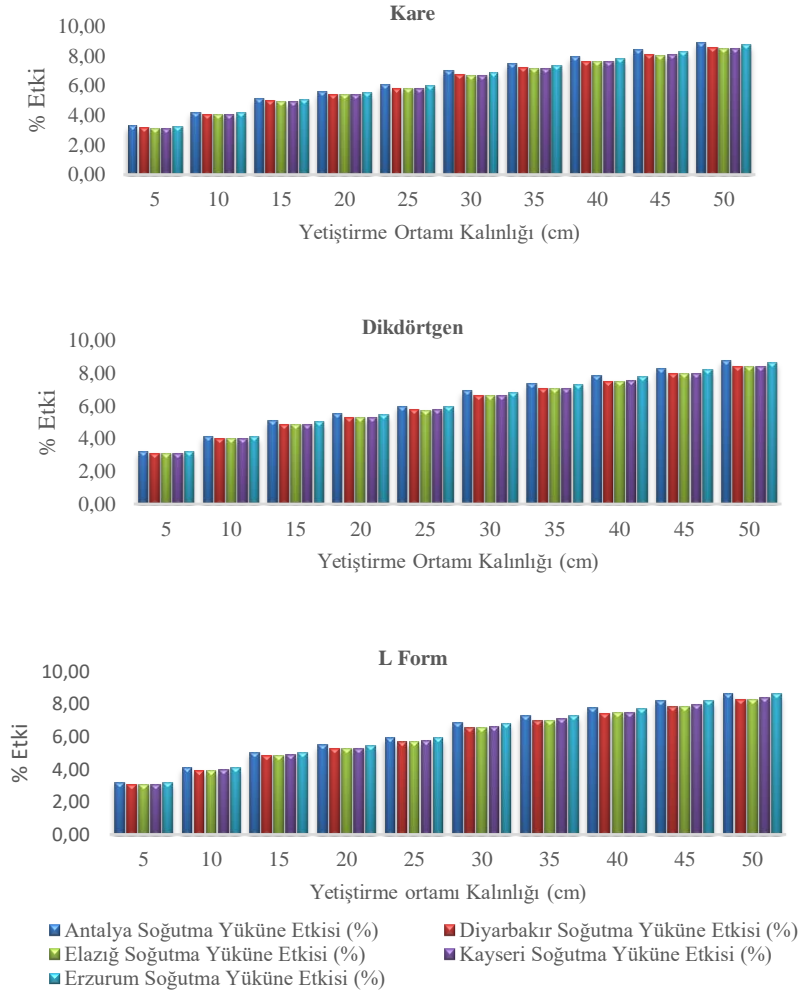 Kare
10,00
8,00
6,00
4,00
2,00
0,00
% Etki
5 10 15 20 25 30 35 40 45 50
Yetiştirme Ortamı Kalınlığı (cm)
Dikdörtgen
10,00
8,00
6,00
4,00
2,00
0,00
% Etki
5 10 15 20 25 30 35 40 45 50
Yetiştirme Ortamı Kalınlığı (cm)
L Form
10,00
8,00
6,00
4,00
2,00
0,00
% Etki
5 10 15 20 25 30 35 40 45 50
Yetiştirme ortamı Kalınlığı (cm)
Antalya Soğutma Yüküne Etkisi (%) Diyarbakır Soğutma Yüküne Etkisi (%)
Elazığ Soğutma Yüküne Etkisi (%) Kayseri Soğutma Yüküne Etkisi (%)
Erzurum Soğutma Yüküne Etkisi (%)